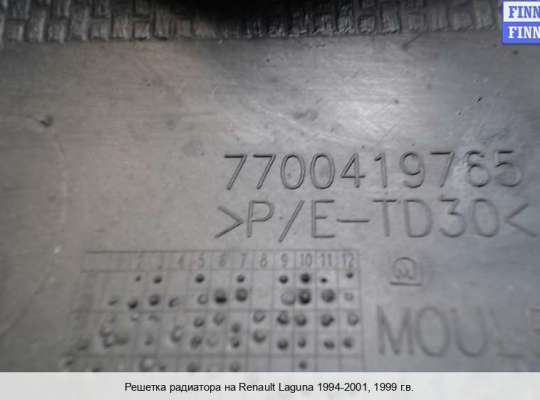 FINN
FINN
7700419765
>P/E-TD30<
1 2 3 4 5 6 7 8 9 10 11 12
MOUL
Решетка радиатора на Renault Laguna 1994-2001, 1999 г.в.